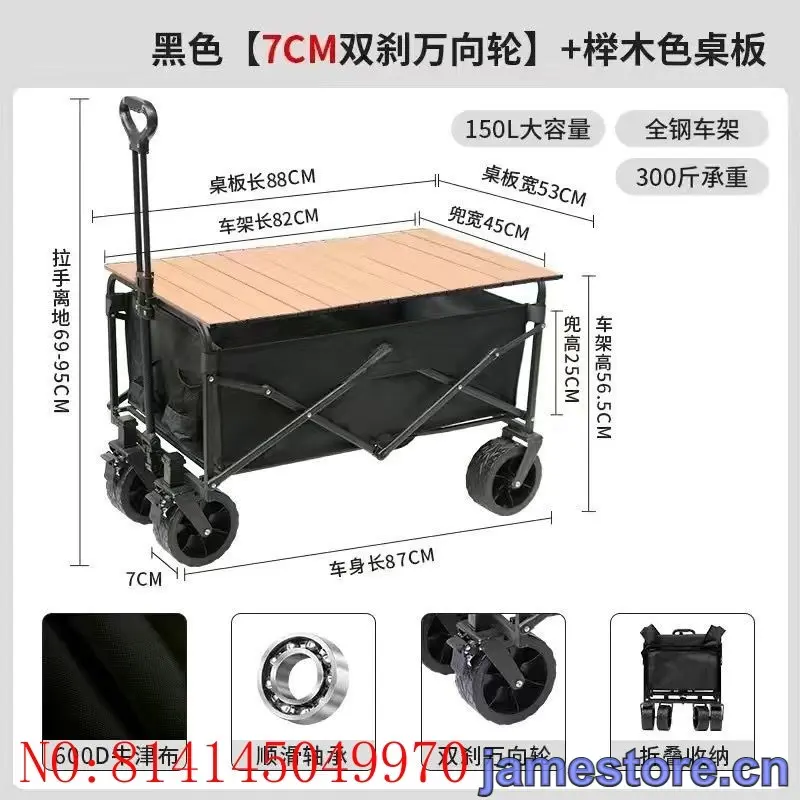 黑色【7CM双刹万向轮】+榉木色桌板
150L大容量
全钢车架
300斤承重
桌板长88CM
桌板宽53CM
车架长82CM
兜宽45CM
拉手离地69-95CM
兜高25CM
车架高56.5CM
7CM
车身长87CM
600D牛津布
顺滑轴承
双刹万向轮
折叠收纳
NO:814145049970
jamestore.cn